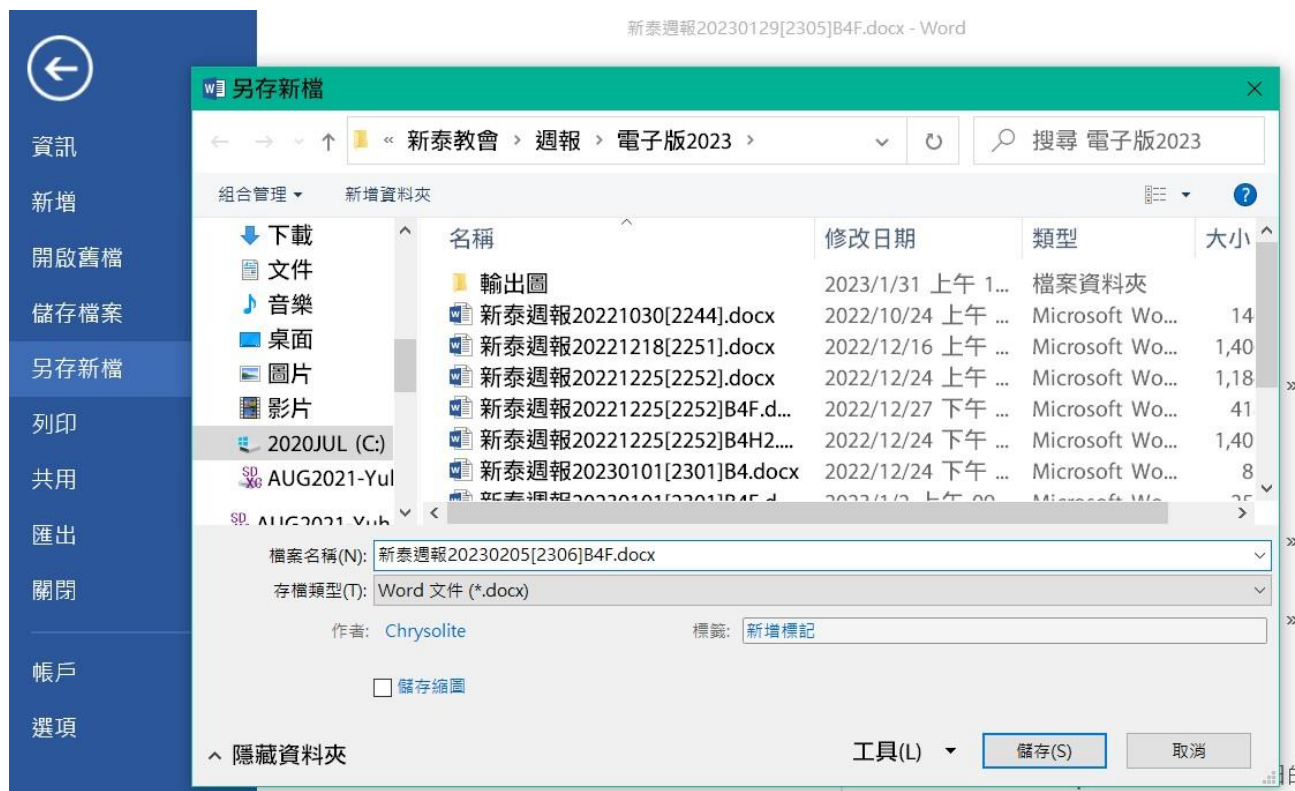 新泰週報20230129[2305]B4F.docx - Word
資訊
新增
開啟舊檔
儲存檔案
另存新檔
列印
共用
匯出
關閉
帳戶
選項
另存新檔
« 新泰教會 › 週報 › 電子版2023 ›
搜尋 電子版2023
組合管理 新增資料夾
下載
文件
音樂
桌面
圖片
影片
2020JUL (C:)
AUG2021-Yul
AUG2021-Yuh
名稱 修改日期 類型 大小
輸出圖 2023/1/31 上午 1... 檔案資料夾
新泰週報20221030[2244].docx 2022/10/24 上午 ... Microsoft Wo... 14
新泰週報20221218[2251].docx 2022/12/16 上午 ... Microsoft Wo... 1,40
新泰週報20221225[2252].docx 2022/12/24 上午 ... Microsoft Wo... 1,18
新泰週報20221225[2252]B4F.d... 2022/12/27 下午 ... Microsoft Wo... 41
新泰週報20221225[2252]B4H2.... 2022/12/24 下午 ... Microsoft Wo... 1,40
新泰週報20230101[2301]B4.docx 2022/12/24 下午 ... Microsoft Wo... 8
檔案名稱(N): 新泰週報20230205[2306]B4F.docx
存檔類型(T): Word 文件 (*.docx)
作者: Chrysolite 標籤: 新增標記
儲存縮圖
隱藏資料夾 工具(L) 儲存(S) 取消